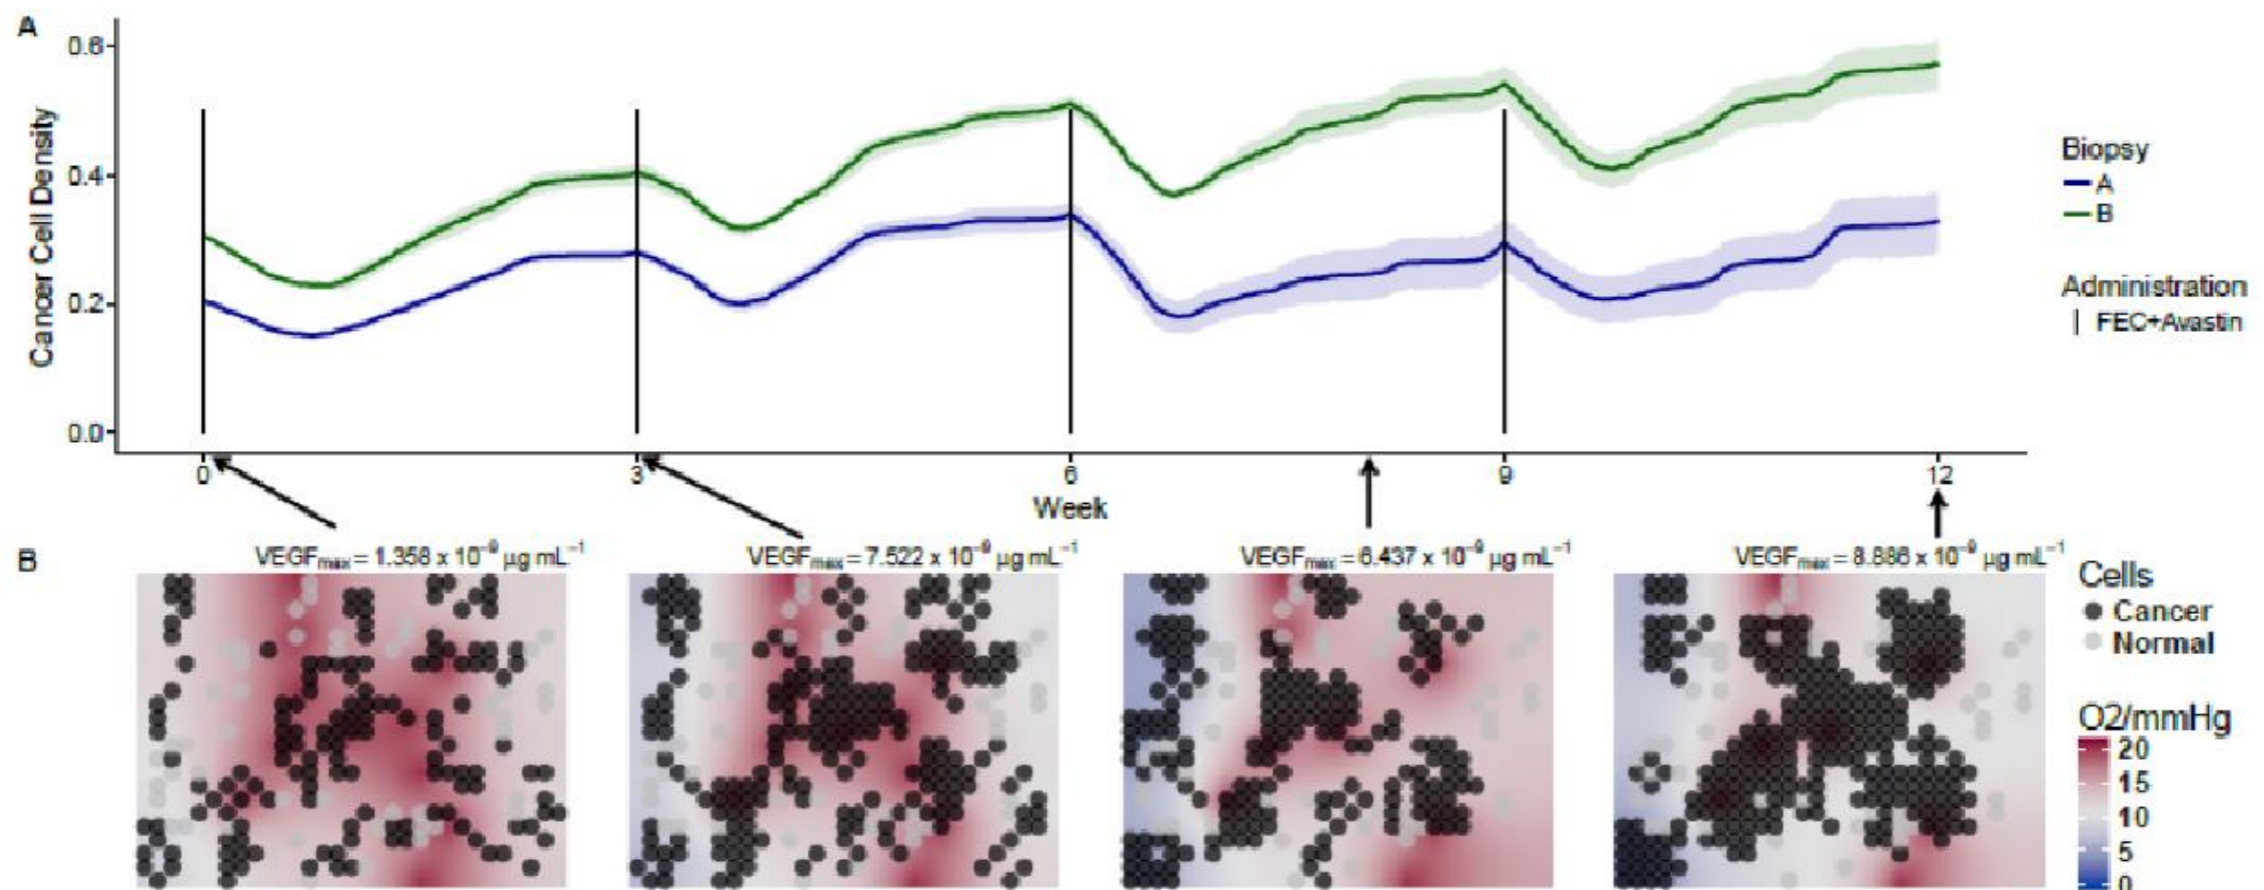 A
0.6
0.4
0.2
0.0
Cancer Cell Density
0
3
6
9
12
Week
Biopsy
A
B
Administration
FEC+Avastin
B
VEGFmax = 1.358 x 10⁻⁹ µg mL⁻¹
VEGFmax = 7.522 x 10⁻⁹ µg mL⁻¹
VEGFmax = 6.437 x 10⁻⁹ µg mL⁻¹
VEGFmax = 8.886 x 10⁻⁹ µg mL⁻¹
Cells
Cancer
Normal
O2/mmHg
20
15
10
5
0